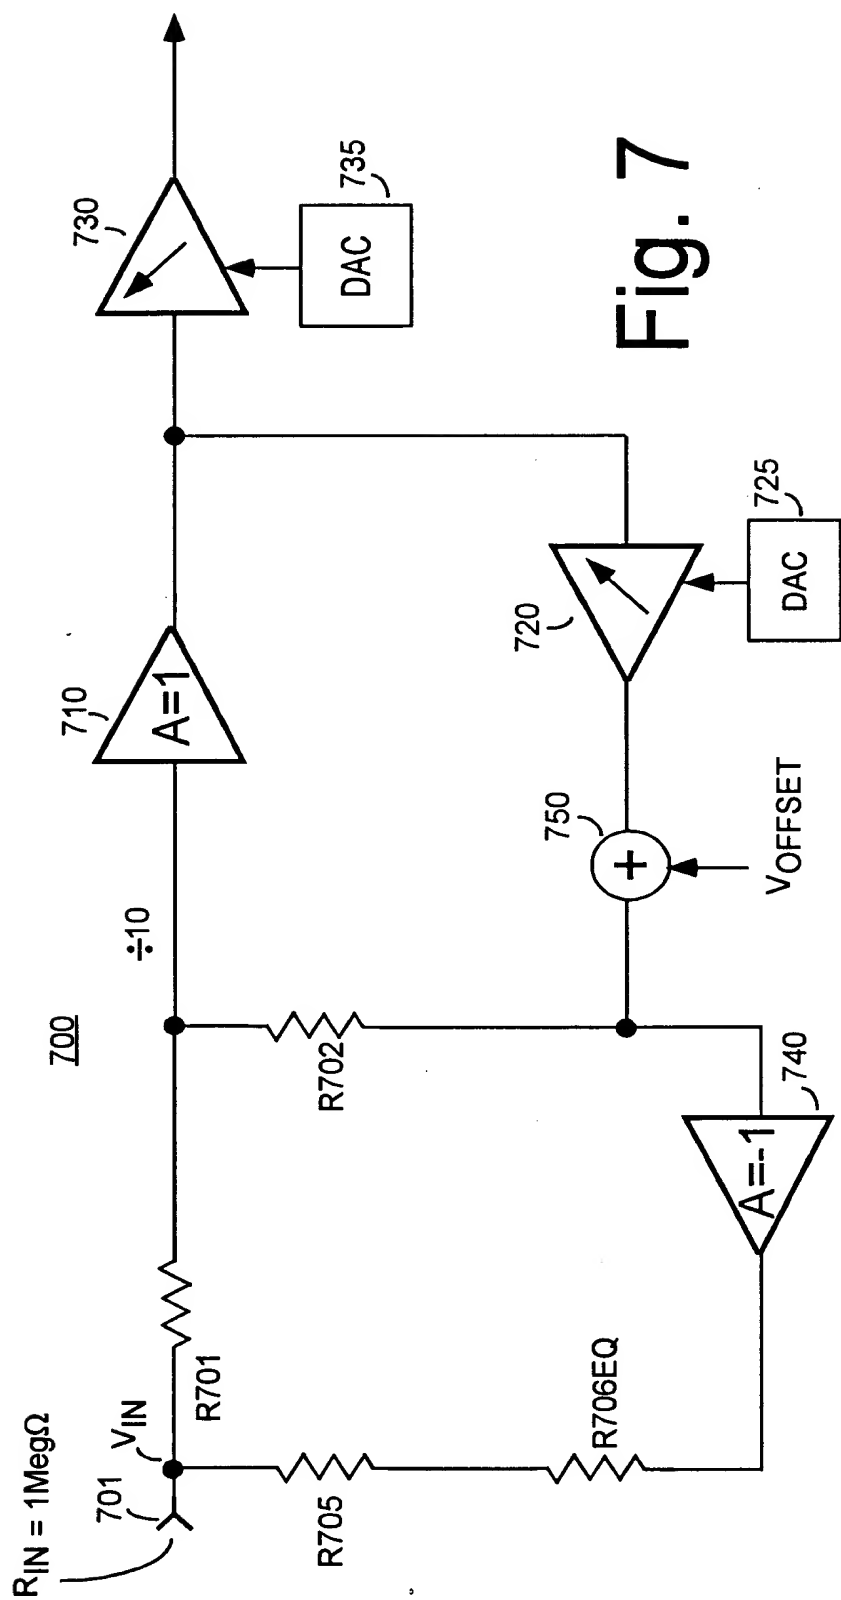 R_IN = 1MegΩ
701
V_IN
R701
R705
R706EQ
700
÷10
R702
A=-1
740
710
A=1
750
+
V_OFFSET
720
DAC
725
730
DAC
735
Fig. 7